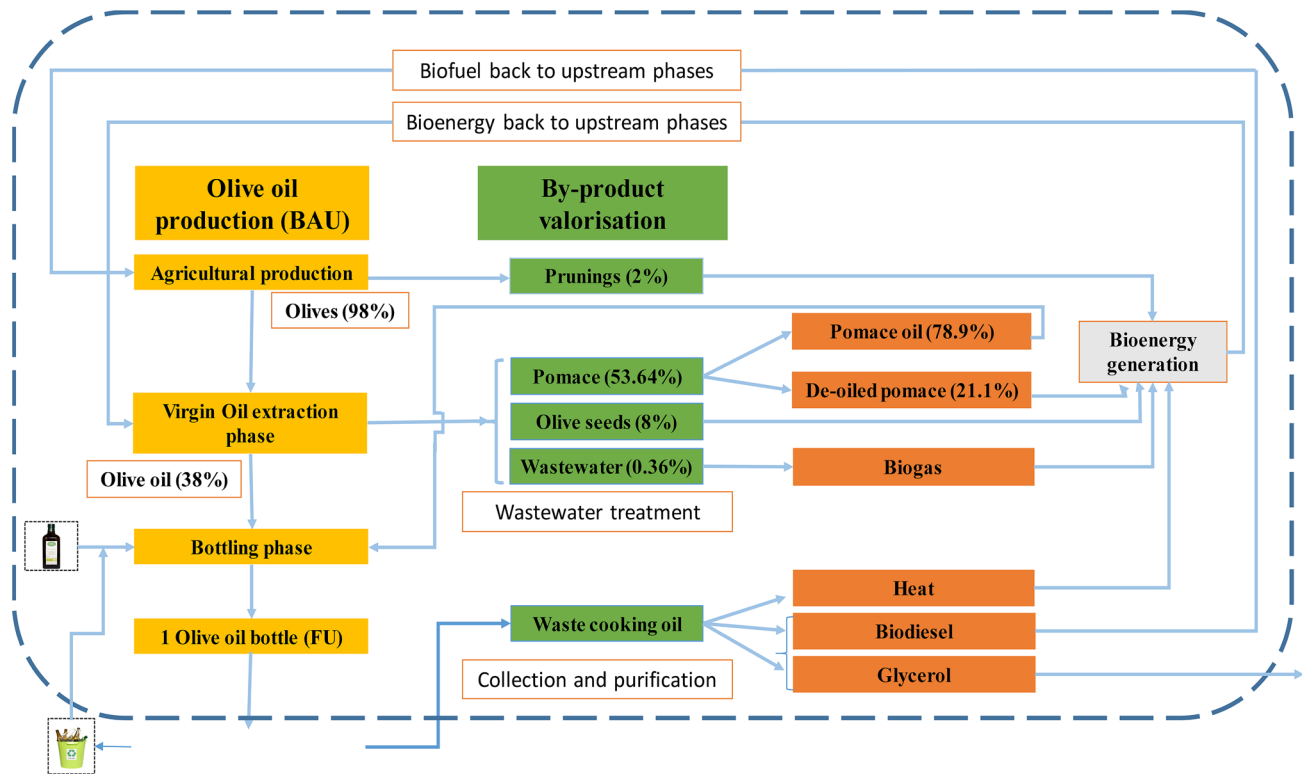 Biofuel back to upstream phases
Bioenergy back to upstream phases
Olive oil
production (BAU)
By-product
valorisation
Agricultural production
Prunings (2%)
Olives (98%)
Pomace oil (78.9%)
Bioenergy
generation
Pomace (53.64%)
De-oiled pomace (21.1%)
Virgin Oil extraction
phase
Olive seeds (8%)
Olive oil (38%)
Wastewater (0.36%)
Biogas
Wastewater treatment
Bottling phase
Heat
1 Olive oil bottle (FU)
Waste cooking oil
Biodiesel
Collection and purification
Glycerol